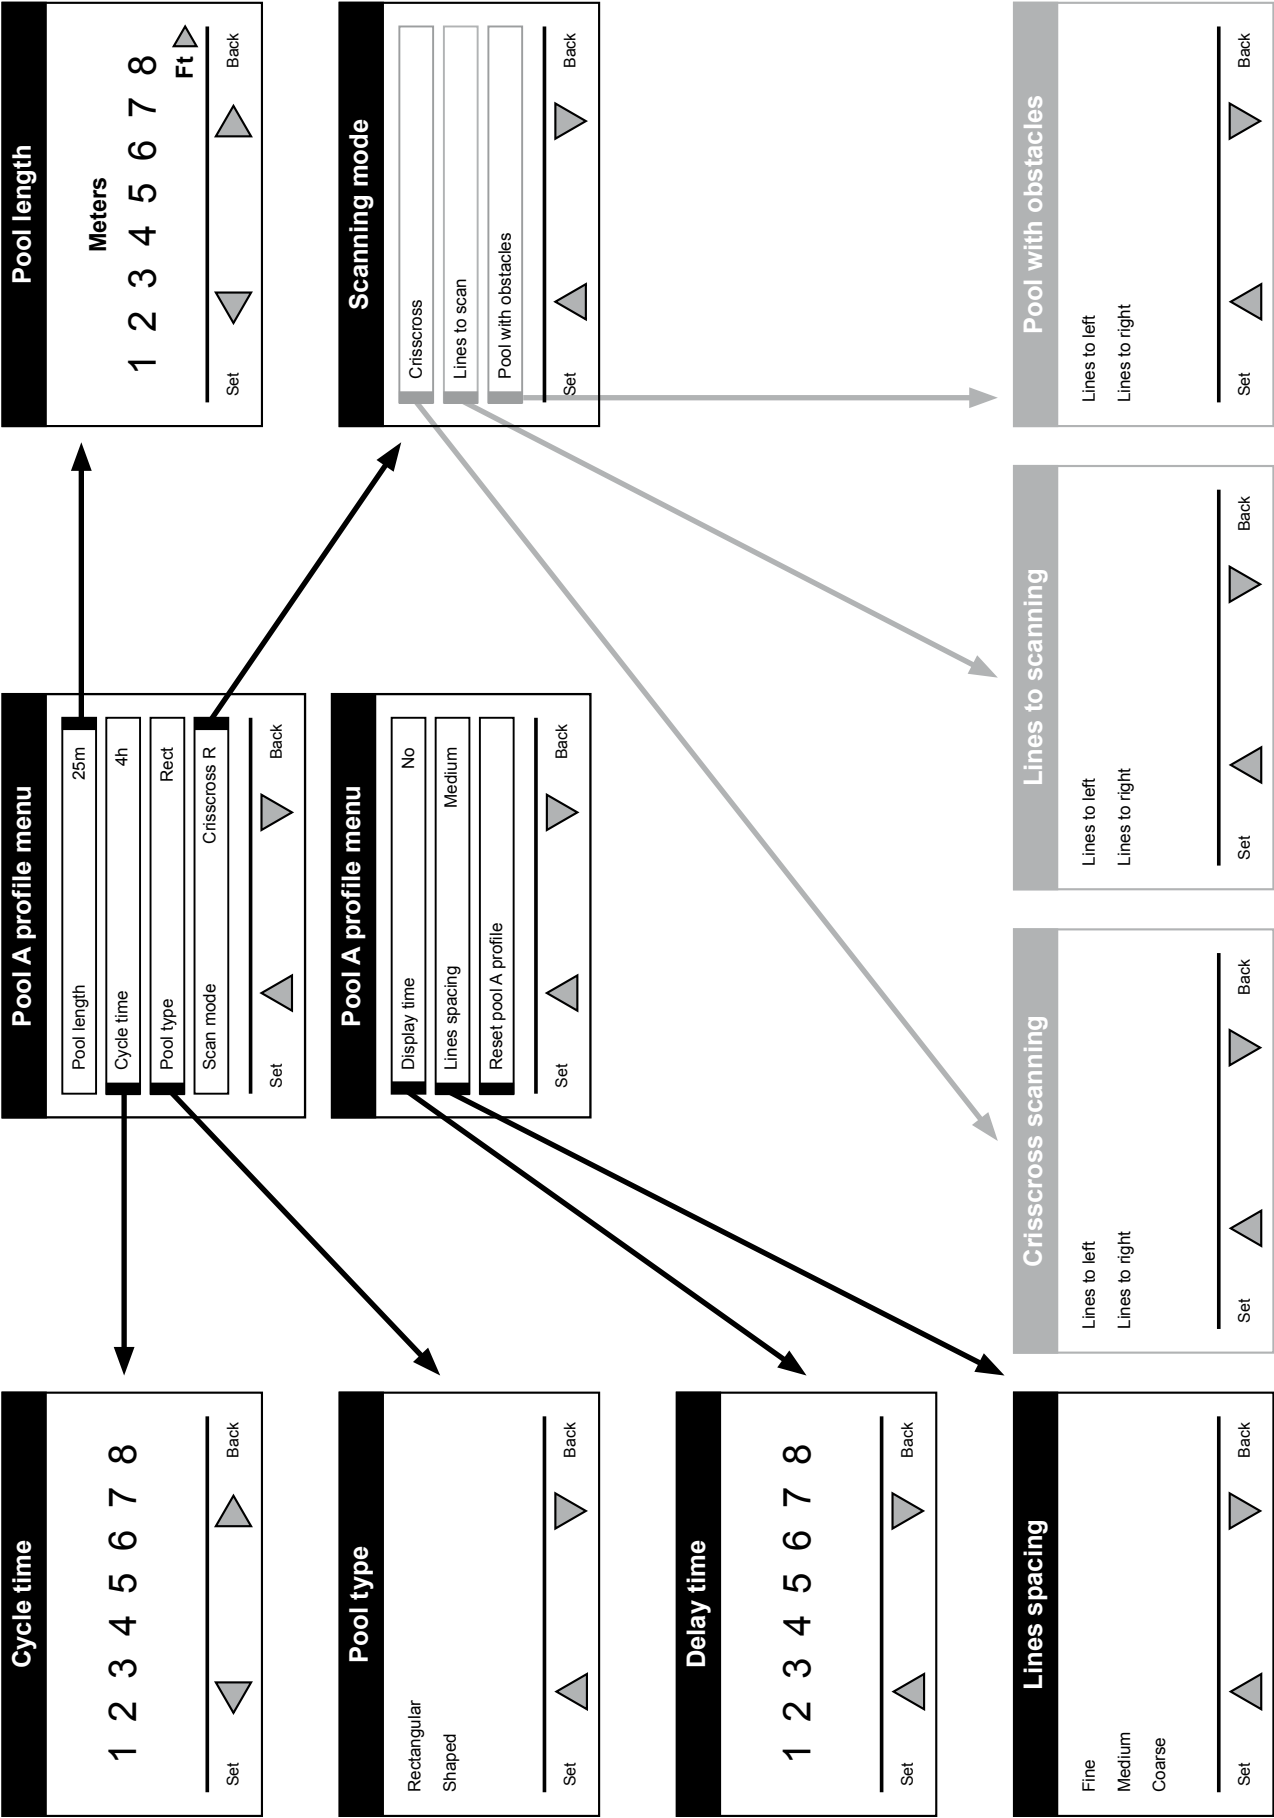 Cycle time
1 2 3 4 5 6 7 8
Set Back
Pool A profile menu
Pool length 25m
Cycle time 4h
Pool type Rect
Scan mode Crisscross R
Set Back
Pool length
Meters
1 2 3 4 5 6 7 8
Ft
Set Back
Pool type
Rectangular
Shaped
Set Back
Pool A profile menu
Display time No
Lines spacing Medium
Reset pool A profile
Set Back
Scanning mode
Crisscross
Lines to scan
Pool with obstacles
Set Back
Delay time
1 2 3 4 5 6 7 8
Set Back
Lines spacing
Fine
Medium
Coarse
Set Back
Crisscross scanning
Lines to left
Lines to right
Set Back
Lines to scanning
Lines to left
Lines to right
Set Back
Pool with obstacles
Lines to left
Lines to right
Set Back